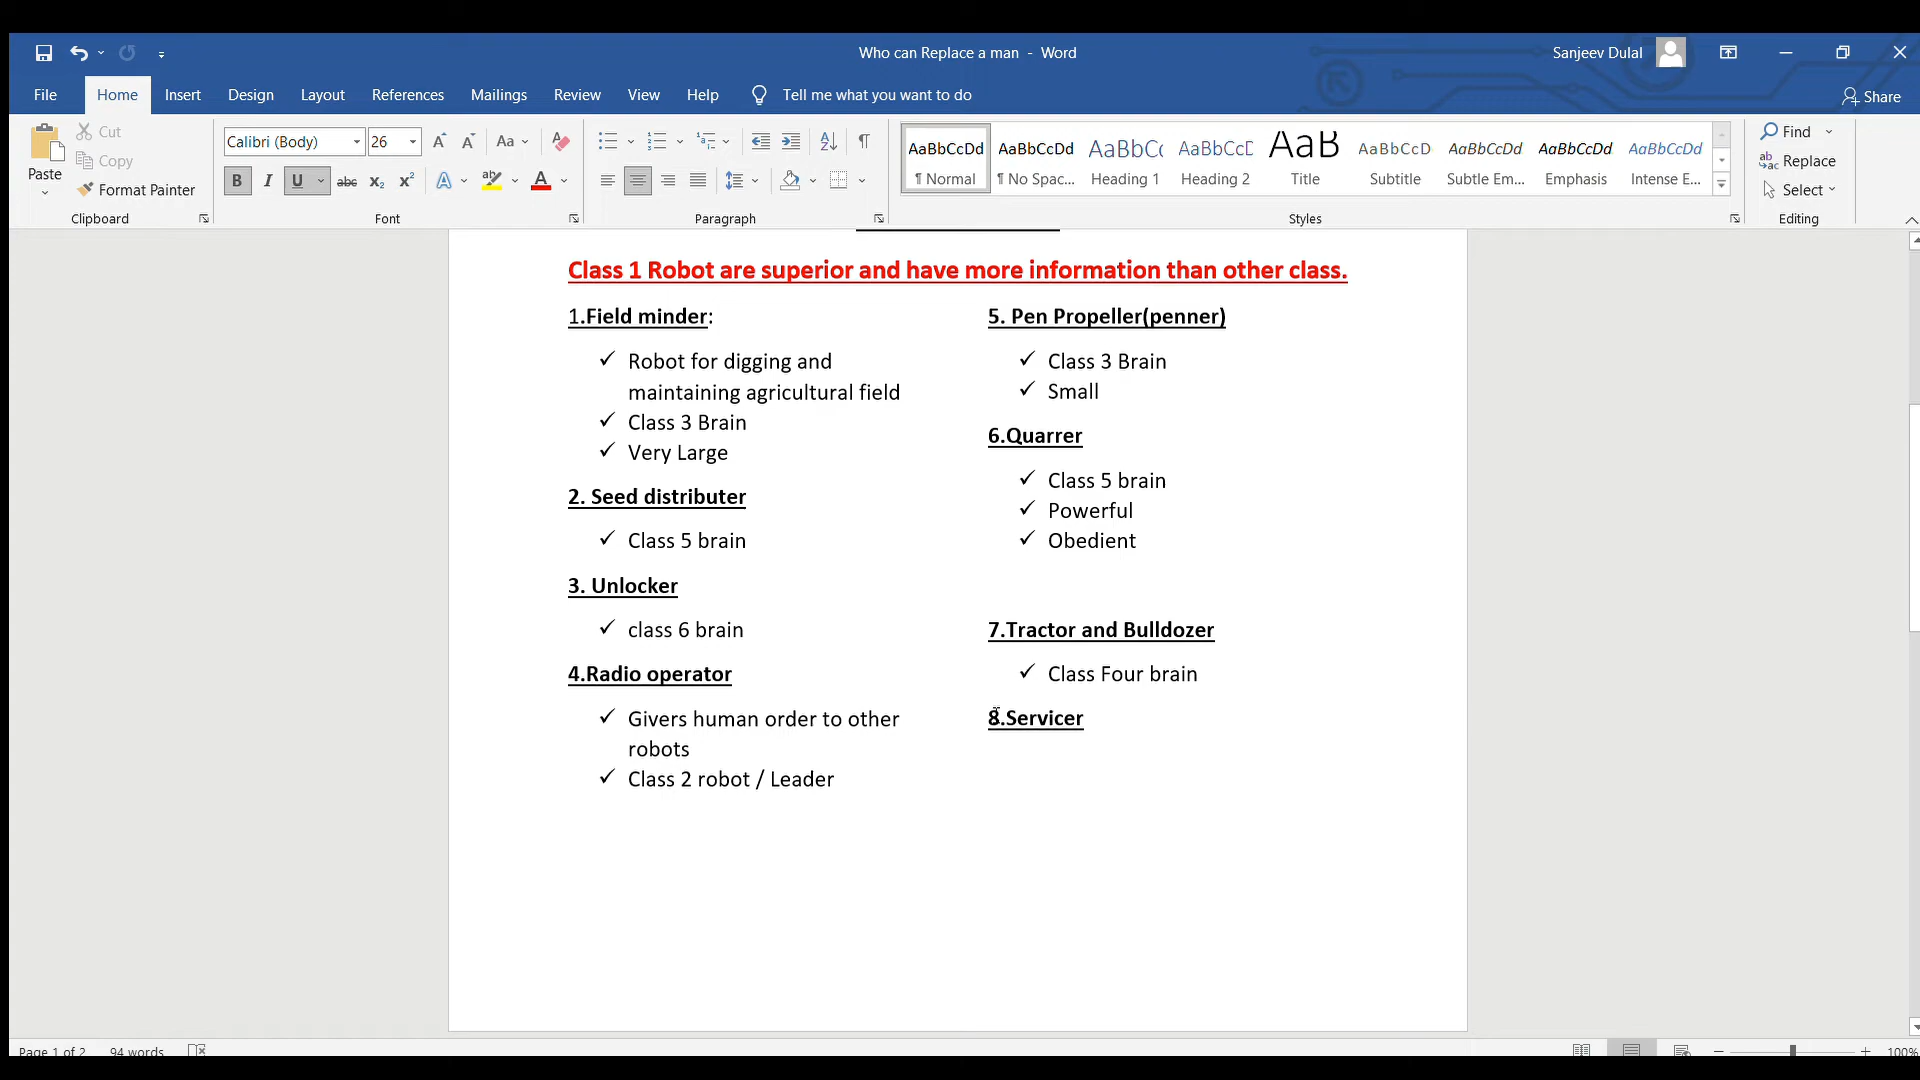 Who can Replace a man - Word
Sanjeev Dulal
File Home Insert Design Layout References Mailings Review View Help Tell me what you want to do
Share
Paste
Cut
Copy
Format Painter
Clipboard
Calibri (Body) 26
Aa
B I U abc x₂ x² A A
Font
Paragraph
AaBbCcDd AaBbCcDd AaBbCc AaBbCcD AaB AaBbCcD AaBbCcDd AaBbCcDd AaBbCcDd
¶ Normal ¶ No Spac... Heading 1 Heading 2 Title Subtitle Subtle Em... Emphasis Intense E...
Styles
Find
Replace
Select
Editing
Class 1 Robot are superior and have more information than other class.
1.Field minder:
✓ Robot for digging and
maintaining agricultural field
✓ Class 3 Brain
✓ Very Large
2. Seed distributer
✓ Class 5 brain
3. Unlocker
✓ class 6 brain
4.Radio operator
✓ Givers human order to other
robots
✓ Class 2 robot / Leader
5. Pen Propeller(penner)
✓ Class 3 Brain
✓ Small
6.Quarrer
✓ Class 5 brain
✓ Powerful
✓ Obedient
7.Tractor and Bulldozer
✓ Class Four brain
8.Servicer
Page 1 of 2 94 words
100%